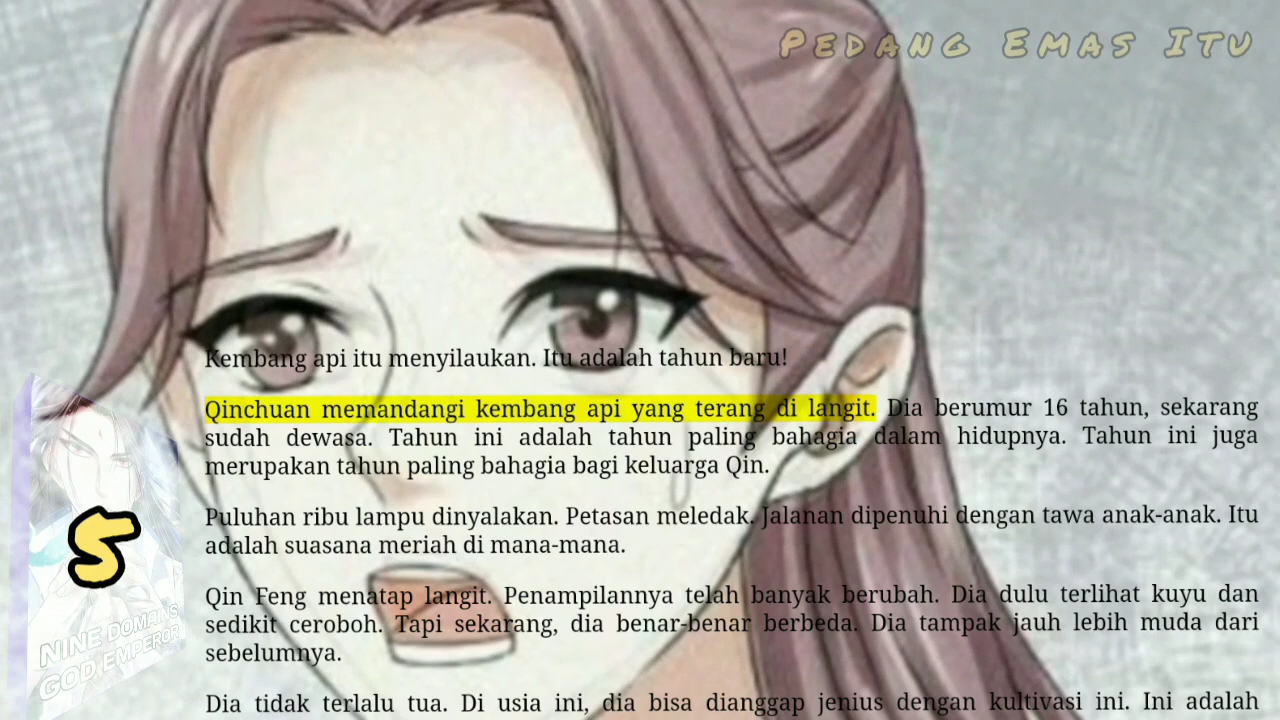 Pedang Emas Itu
Kembang api itu menyilaukan. Itu adalah tahun baru!
Qinchuan memandangi kembang api yang terang di langit. Dia berumur 16 tahun, sekarang
sudah dewasa. Tahun ini adalah tahun paling bahagia dalam hidupnya. Tahun ini juga
merupakan tahun paling bahagia bagi keluarga Qin.
Puluhan ribu lampu dinyalakan. Petasan meledak. Jalanan dipenuhi dengan tawa anak-anak. Itu
adalah suasana meriah di mana-mana.
Qin Feng menatap langit. Penampilannya telah banyak berubah. Dia dulu terlihat kuyu dan
sedikit ceroboh. Tapi sekarang, dia benar-benar berbeda. Dia tampak jauh lebih muda dari
sebelumnya.
Dia tidak terlalu tua. Di usia ini, dia bisa dianggap jenius dengan kultivasi ini. Ini adalah
5
NINE DOMAINS
GOD EMPEROR